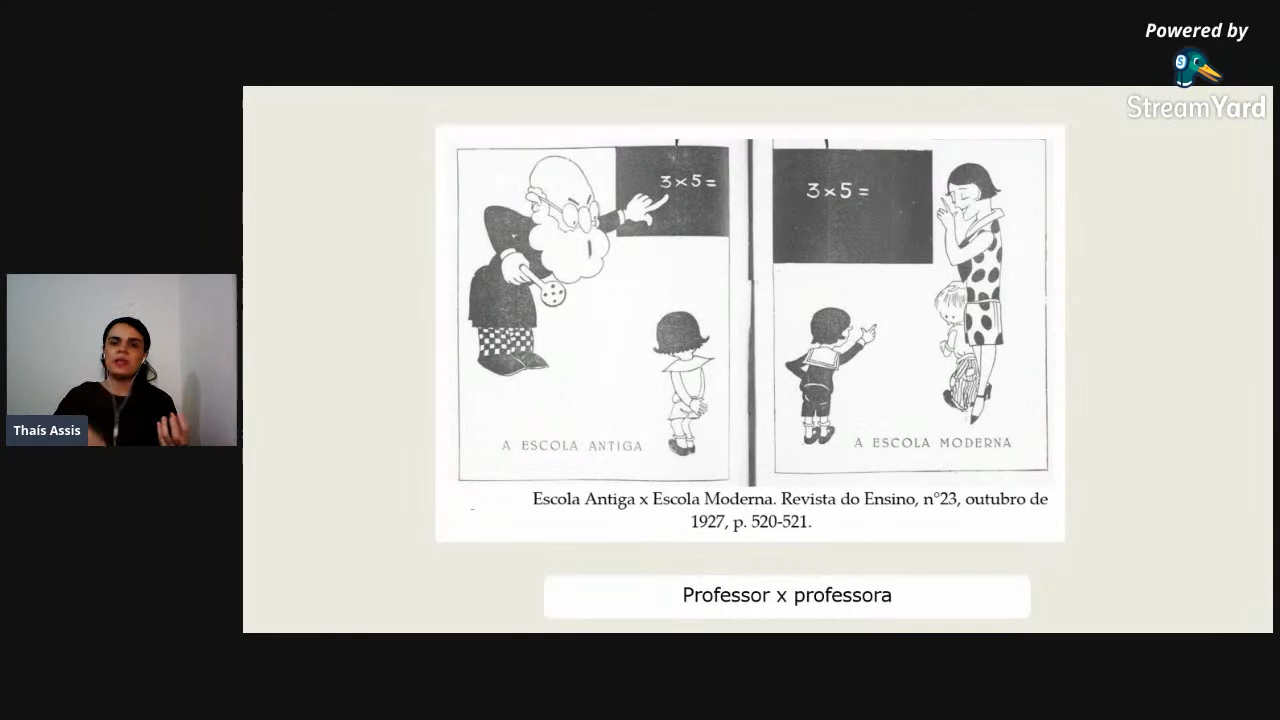 Powered by
StreamYard
3×5=
3×5=
A ESCOLA ANTIGA
A ESCOLA MODERNA
Escola Antiga x Escola Moderna. Revista do Ensino, n°23, outubro de
1927, p. 520-521.
Thaís Assis
Professor x professora